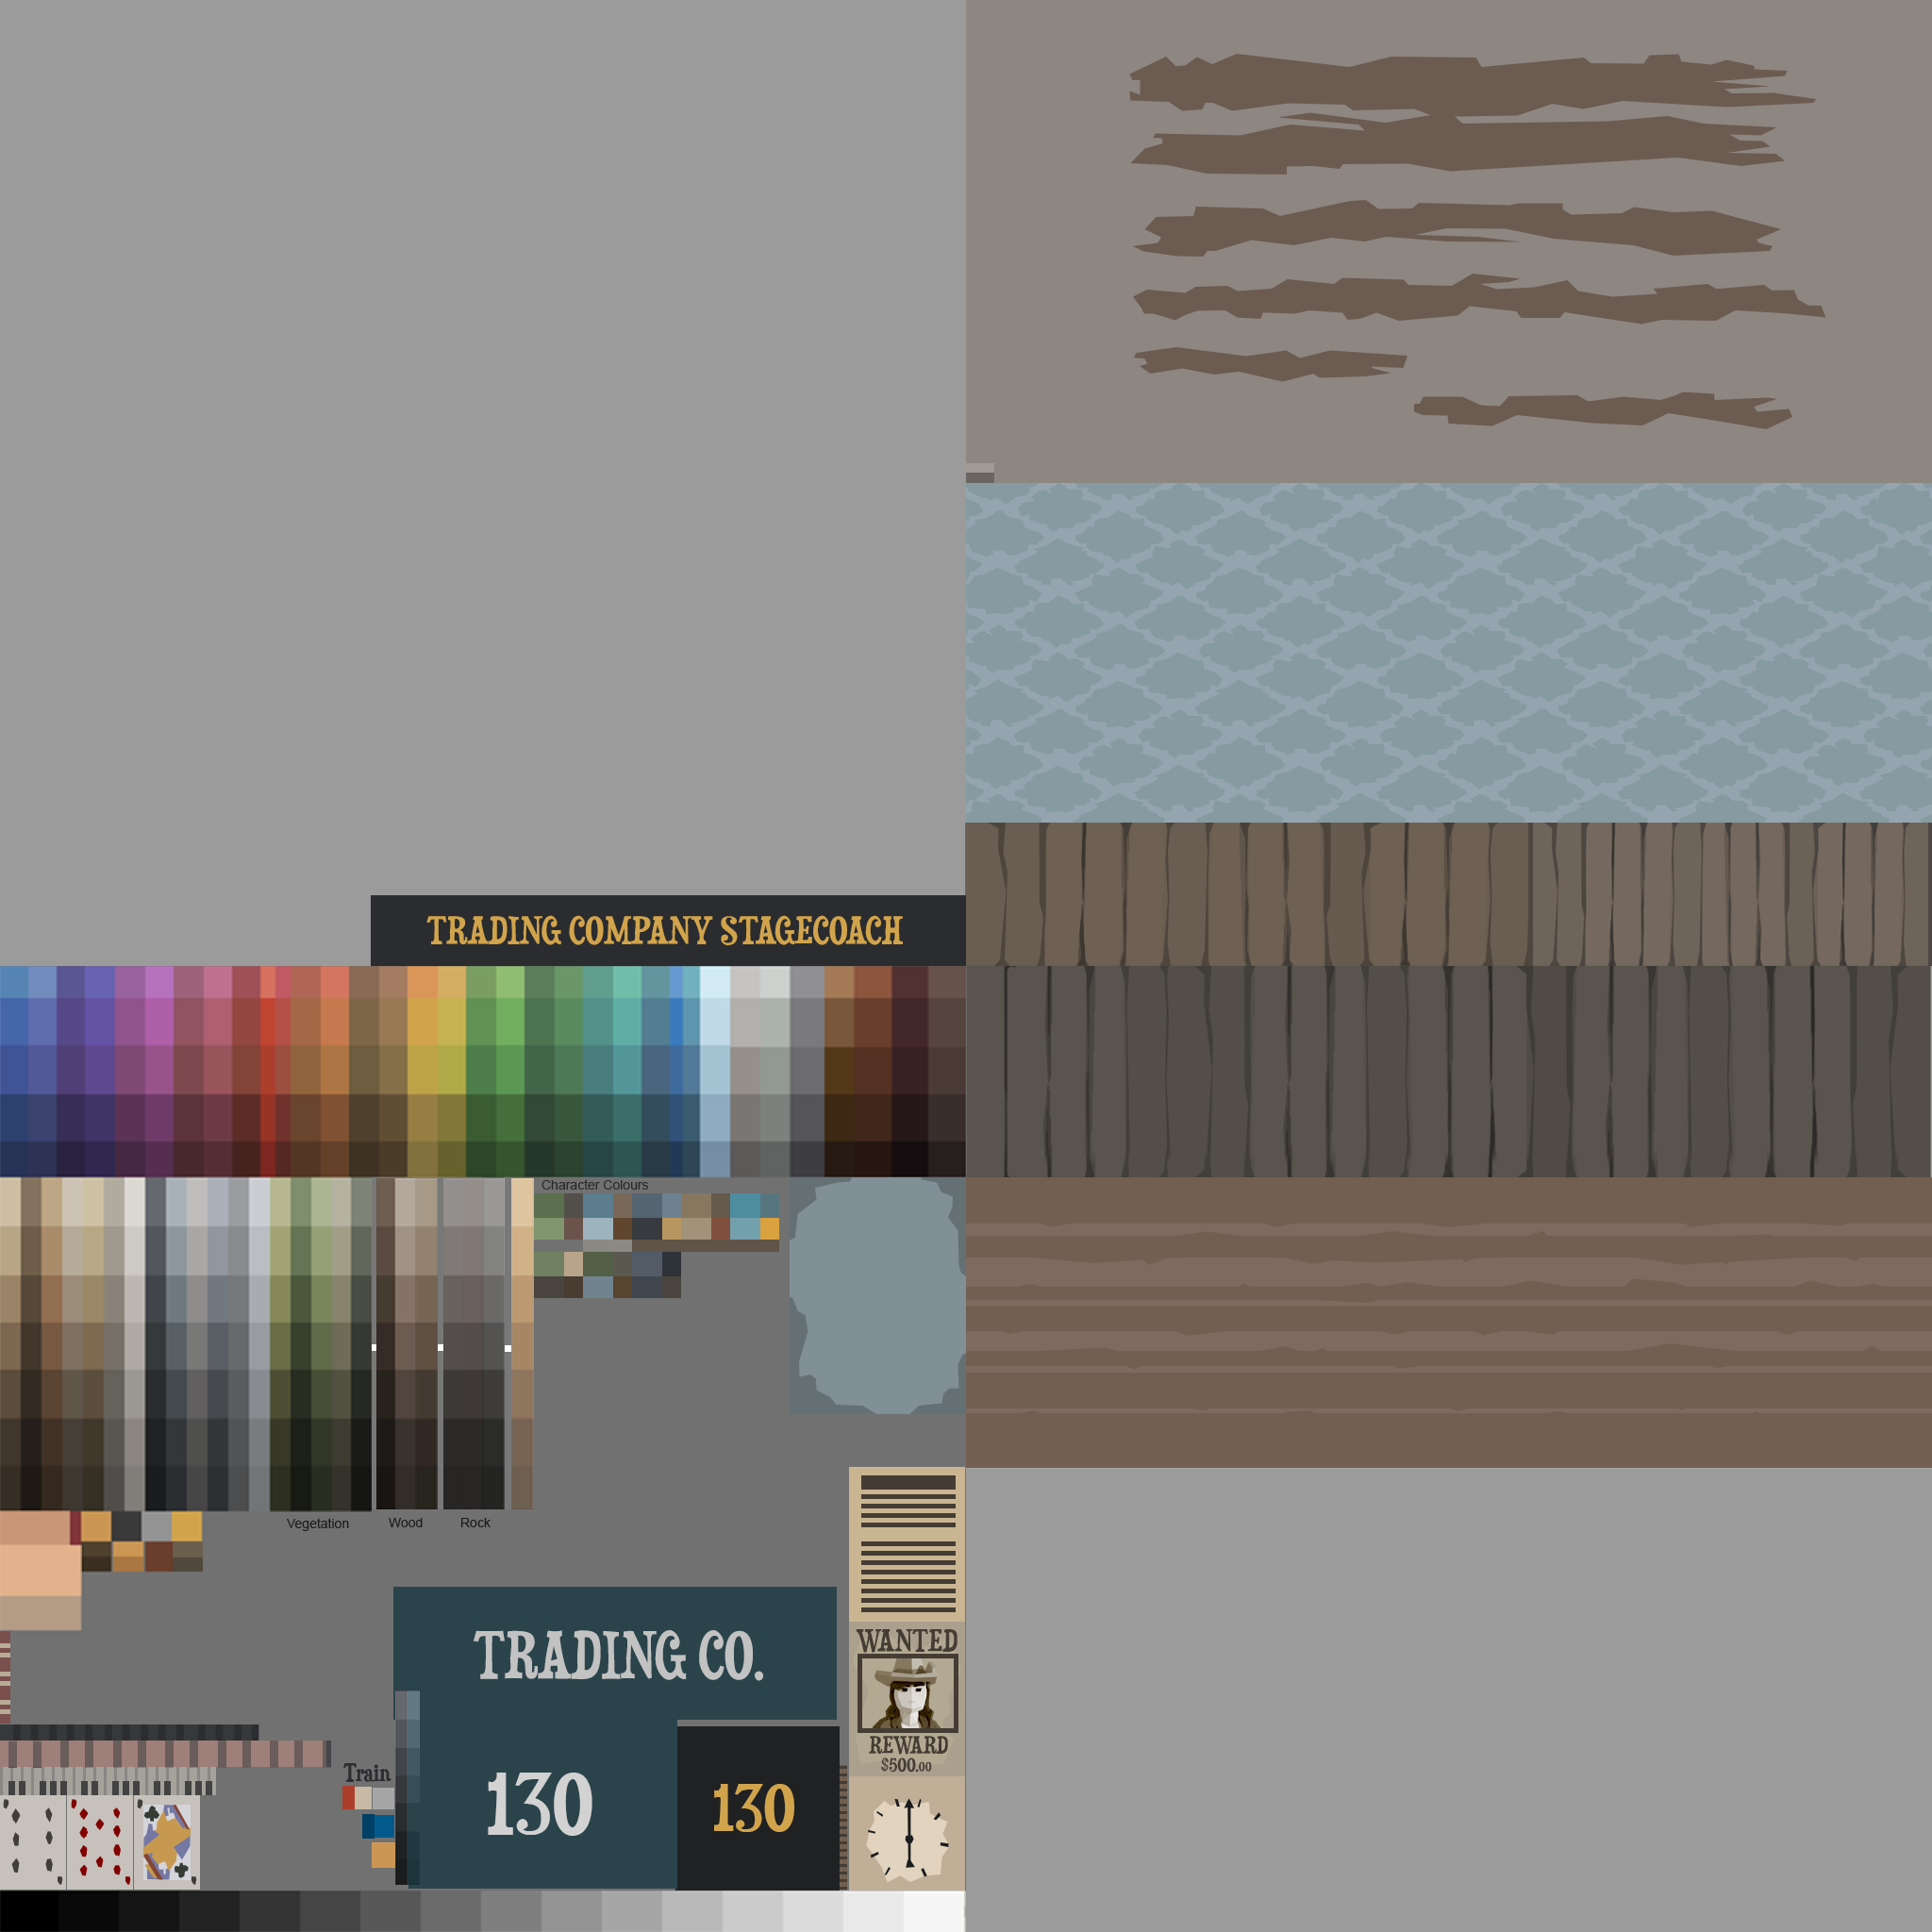 TRADING COMPANY STAGECOACH
Character Colours
Vegetation
Wood
Rock
TRADING CO.
WANTED
REWARD
$500.00
Train
130
130